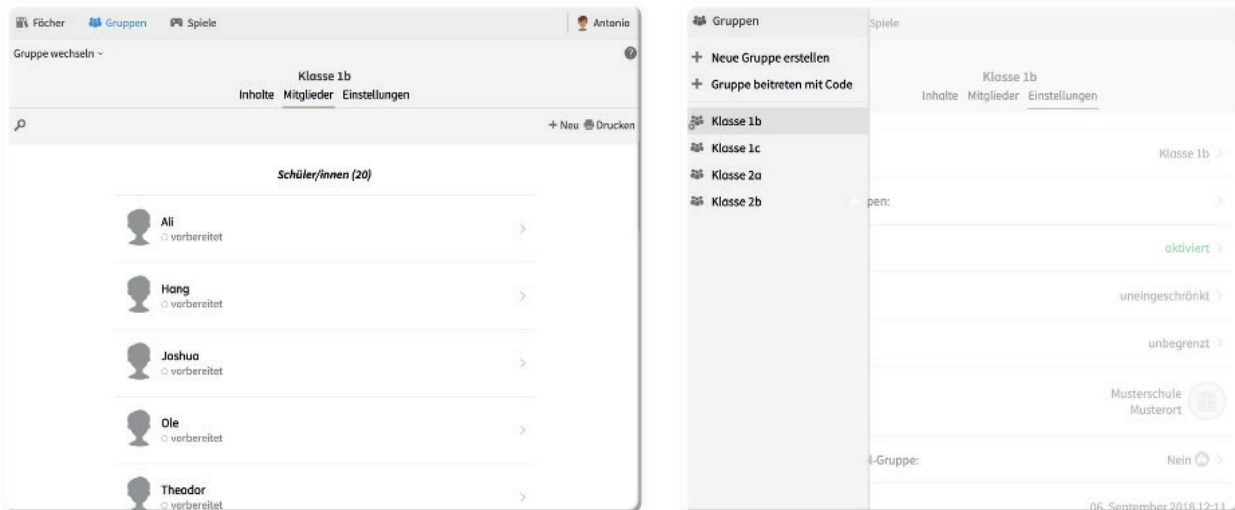 Fächer Gruppen Spiele Antonia
Gruppe wechseln
Klasse 1b
Inhalte Mitglieder Einstellungen
+ Neu Drucken
Schüler/innen (20)
Ali
vorbereitet
Hang
vorbereitet
Joshua
vorbereitet
Ole
vorbereitet
Theodor
vorbereitet
Gruppen
+ Neue Gruppe erstellen
+ Gruppe beitreten mit Code
Klasse 1b
Klasse 1c
Klasse 2a
Klasse 2b
Spiele
Klasse 1b
Inhalte Mitglieder Einstellungen
Klasse 1b
pen:
aktiviert
uneingeschränkt
unbegrenzt
Musterschule
Musterort
l-Gruppe: Nein
06. September 2018 12:11